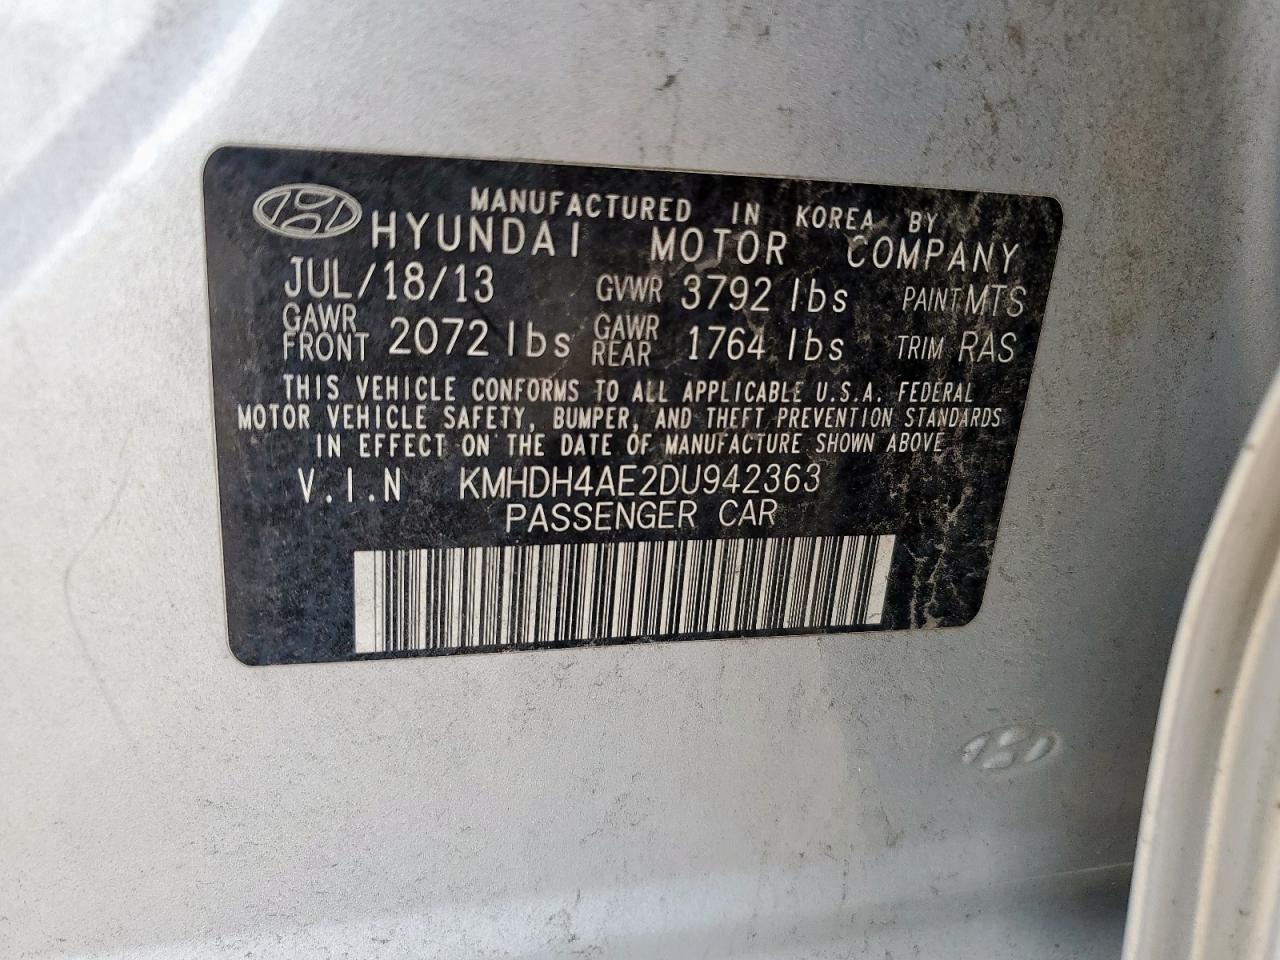 MANUFACTURED IN KOREA BY
HYUNDAI MOTOR COMPANY
JUL/18/13 GVWR 3792 lbs PAINT MTS
GAWR FRONT 2072 lbs GAWR REAR 1764 lbs TRIM RAS
THIS VEHICLE CONFORMS TO ALL APPLICABLE U.S.A. FEDERAL
MOTOR VEHICLE SAFETY, BUMPER, AND THEFT PREVENTION STANDARDS
IN EFFECT ON THE DATE OF MANUFACTURE SHOWN ABOVE
V.I.N KMHDH4AE2DU942363
PASSENGER CAR